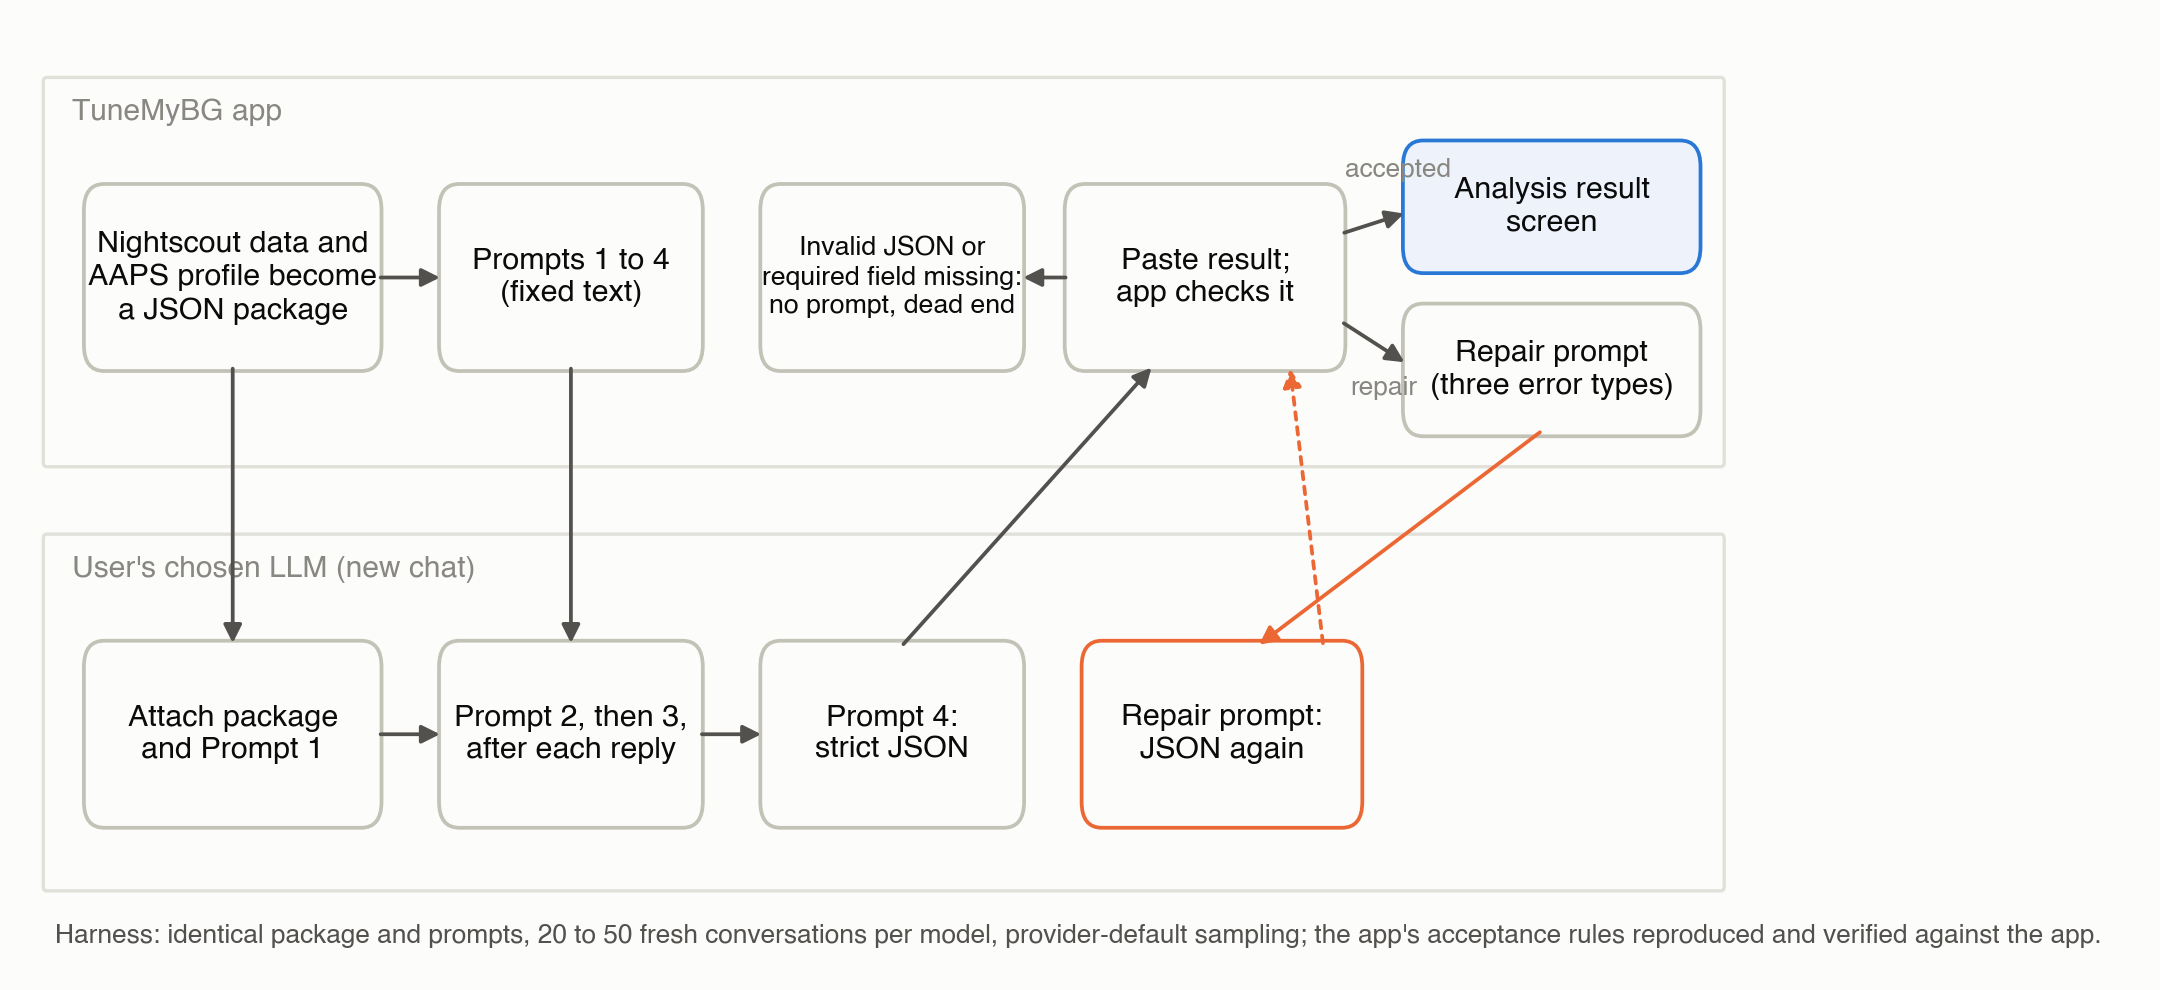 TuneMyBG app
Nightscout data and
AAPS profile become
a JSON package
Prompts 1 to 4
(fixed text)
Invalid JSON or
required field missing:
no prompt, dead end
Paste result;
app checks it
accepted
Analysis result
screen
repair
Repair prompt
(three error types)
User's chosen LLM (new chat)
Attach package
and Prompt 1
Prompt 2, then 3,
after each reply
Prompt 4:
strict JSON
Repair prompt:
JSON again
Harness: identical package and prompts, 20 to 50 fresh conversations per model, provider-default sampling; the app's acceptance rules reproduced and verified against the app.